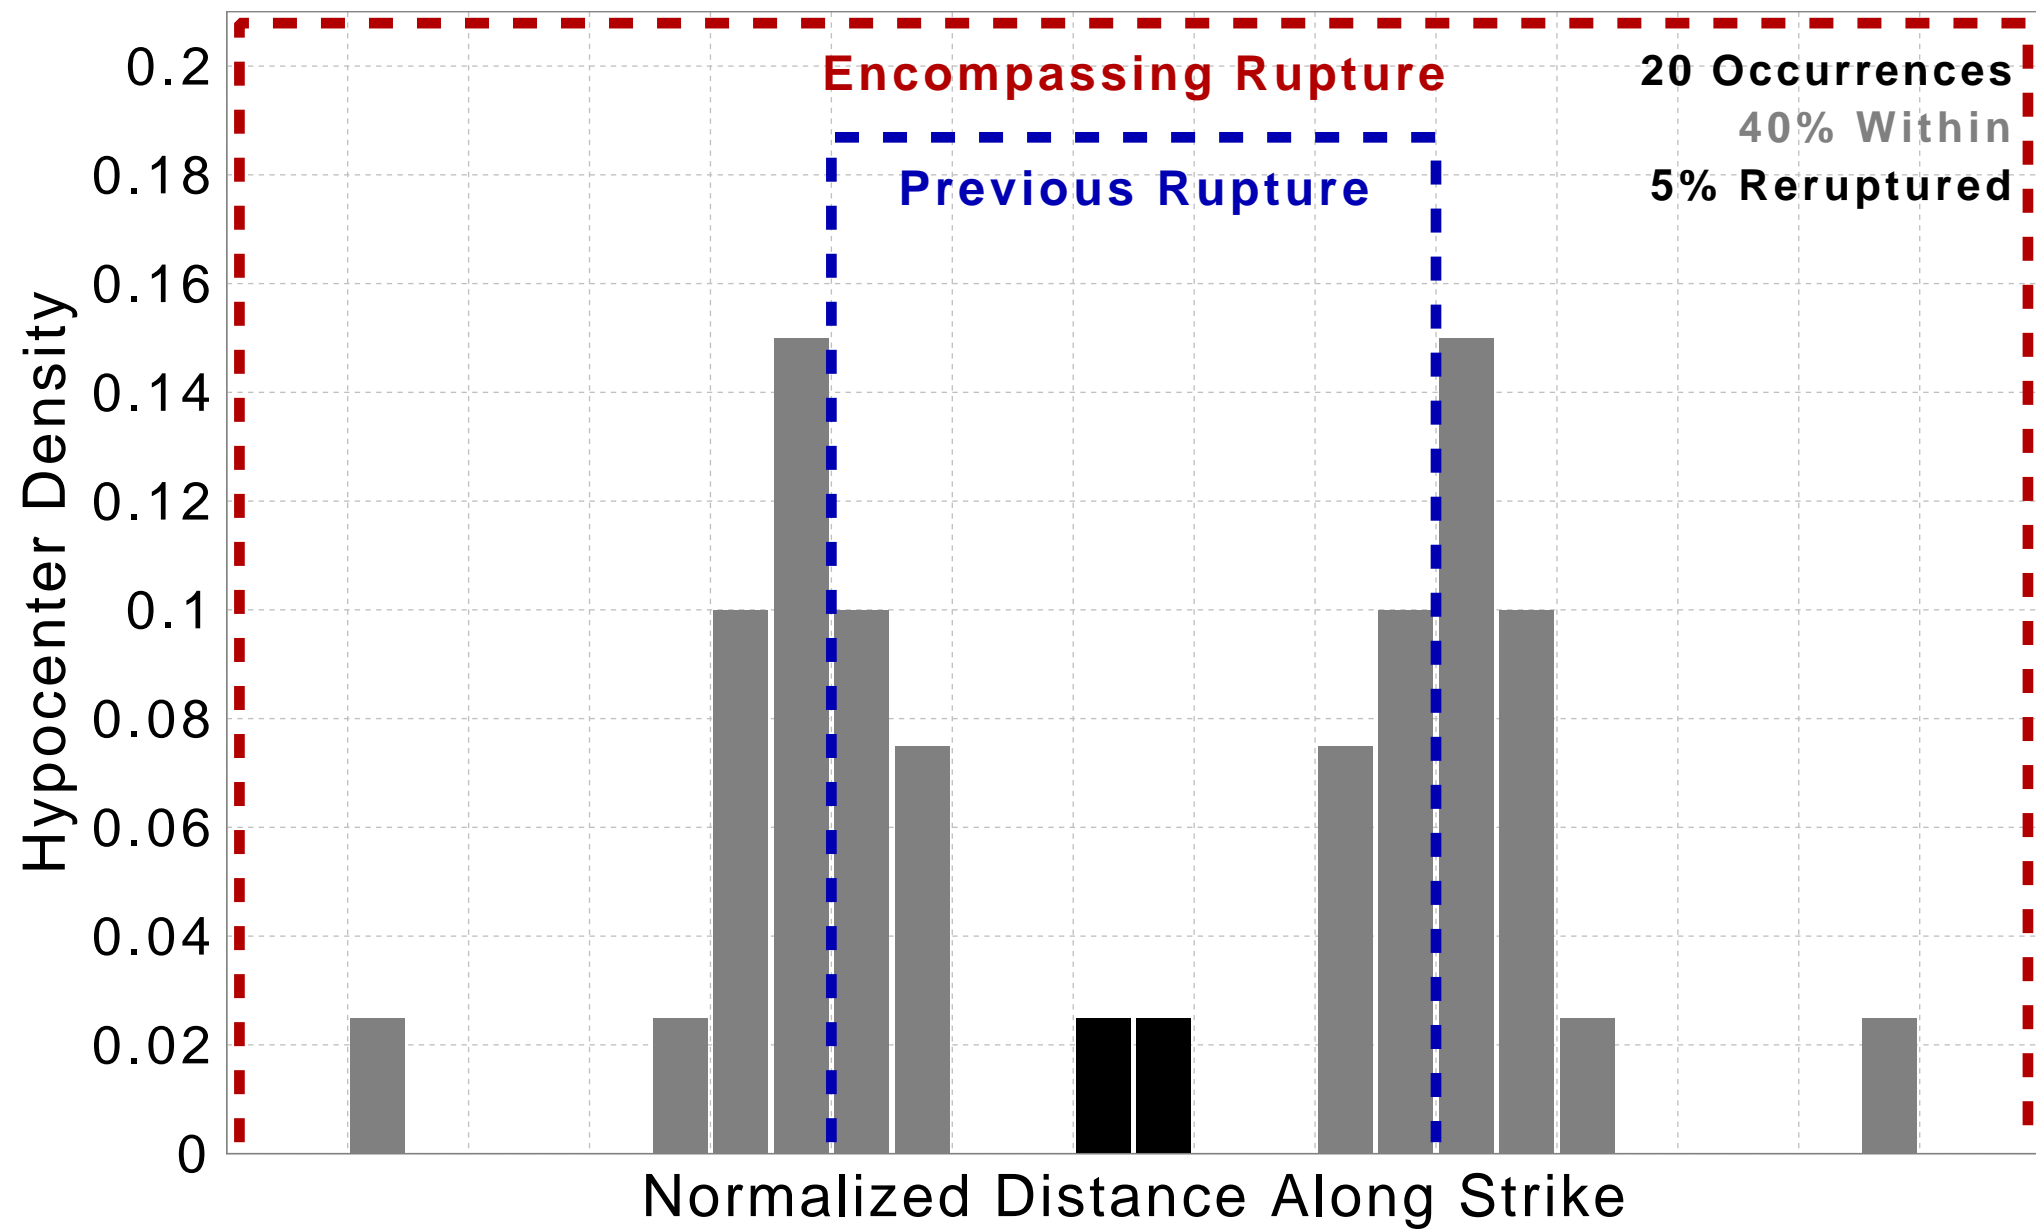 Encompassing Rupture
20 Occurrences
40% Within
Previous Rupture
5% Reruptured
Hypocenter Density
0.2
0.18
0.16
0.14
0.12
0.1
0.08
0.06
0.04
0.02
0
Normalized Distance Along Strike